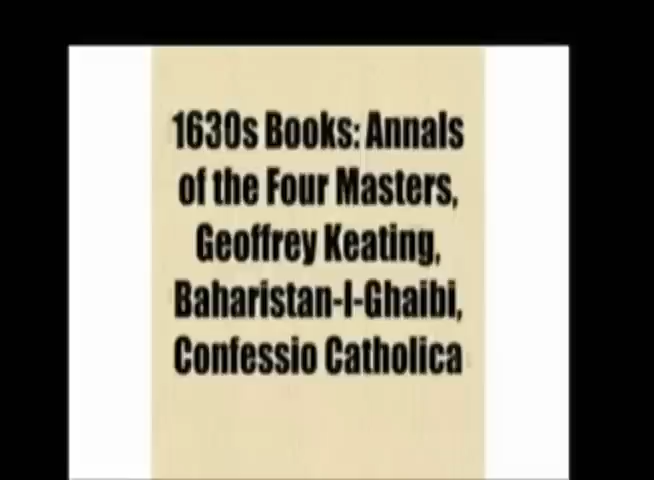 1630s Books: Annals
of the Four Masters,
Geoffrey Keating,
Baharistan-I-Ghaibi,
Confessio Catholica